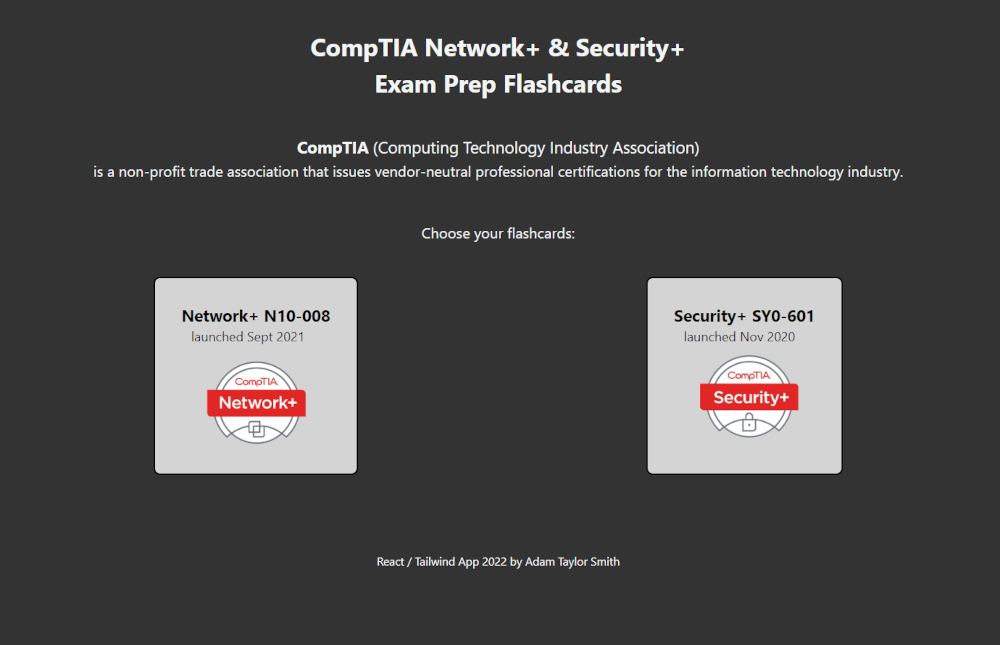 CompTIA Network+ & Security+
Exam Prep Flashcards
CompTIA (Computing Technology Industry Association)
is a non-profit trade association that issues vendor-neutral professional certifications for the information technology industry.
Choose your flashcards:
Network+ N10-008
launched Sept 2021
CompTIA
Network+
Security+ SY0-601
launched Nov 2020
CompTIA
Security+
React / Tailwind App 2022 by Adam Taylor Smith